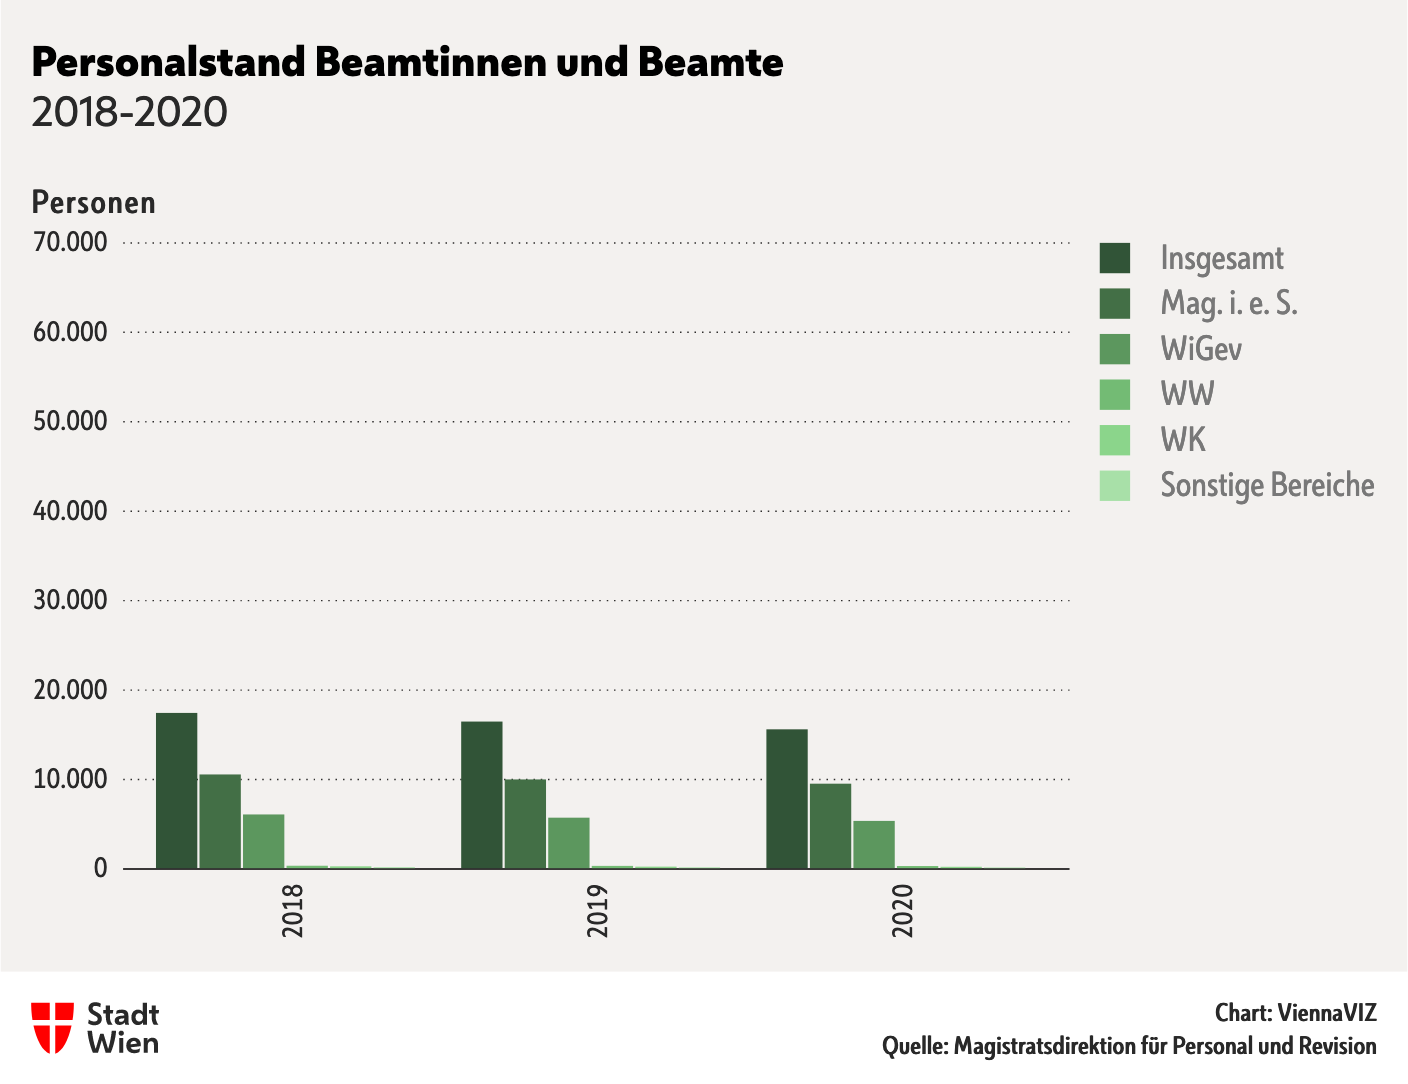 Personalstand Beamtinnen und Beamte
2018-2020
Personen
70.000
60.000
50.000
40.000
30.000
20.000
10.000
0
2018
2019
2020
Insgesamt
Mag. i. e. S.
WiGev
WW
WK
Sonstige Bereiche
Stadt
Wien
Chart: ViennaVIZ
Quelle: Magistratsdirektion für Personal und Revision